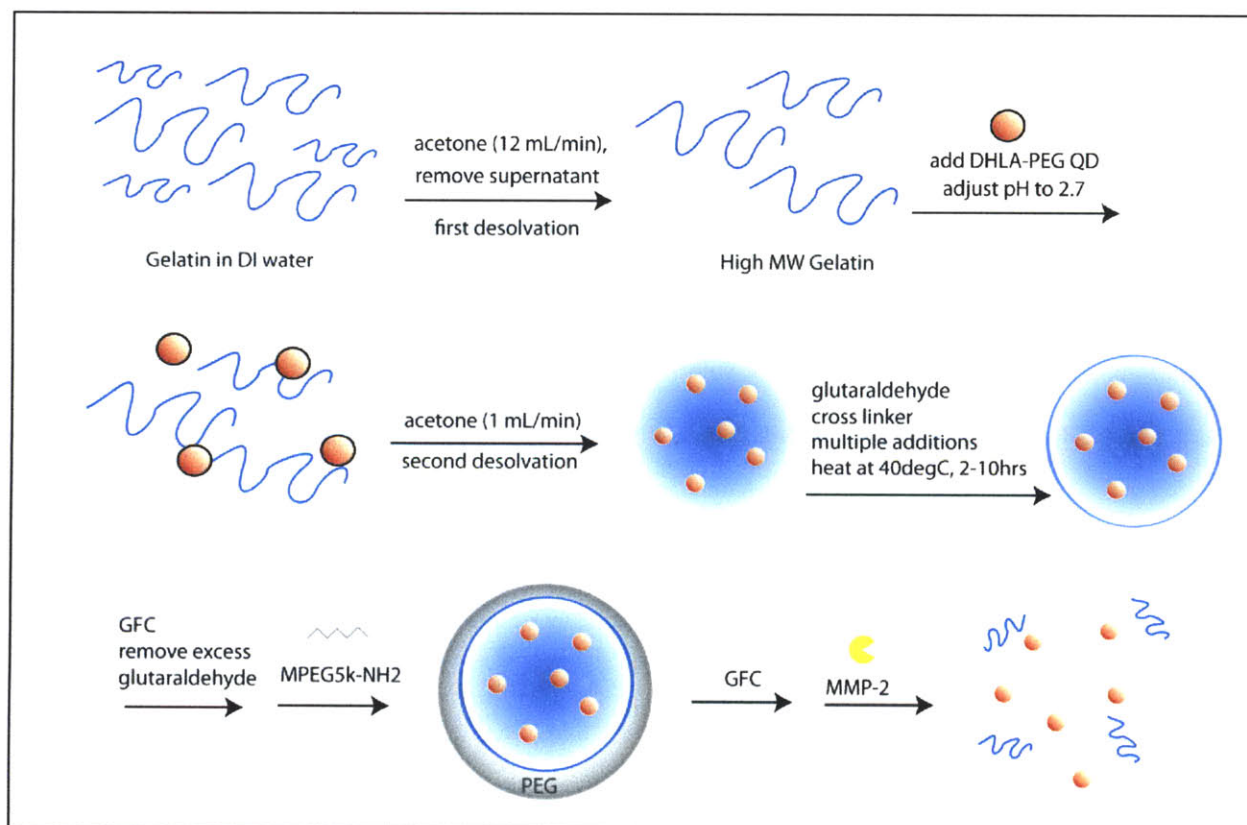 acetone (12 mL/min),
remove supernatant
first desolvation
Gelatin in DI water
High MW Gelatin
add DHLA-PEG QD
adjust pH to 2.7
acetone (1 mL/min)
second desolvation
glutaraldehyde
cross linker
multiple additions
heat at 40degC, 2-10hrs
GFC
remove excess
glutaraldehyde
MPEG5k-NH2
PEG
GFC
MMP-2